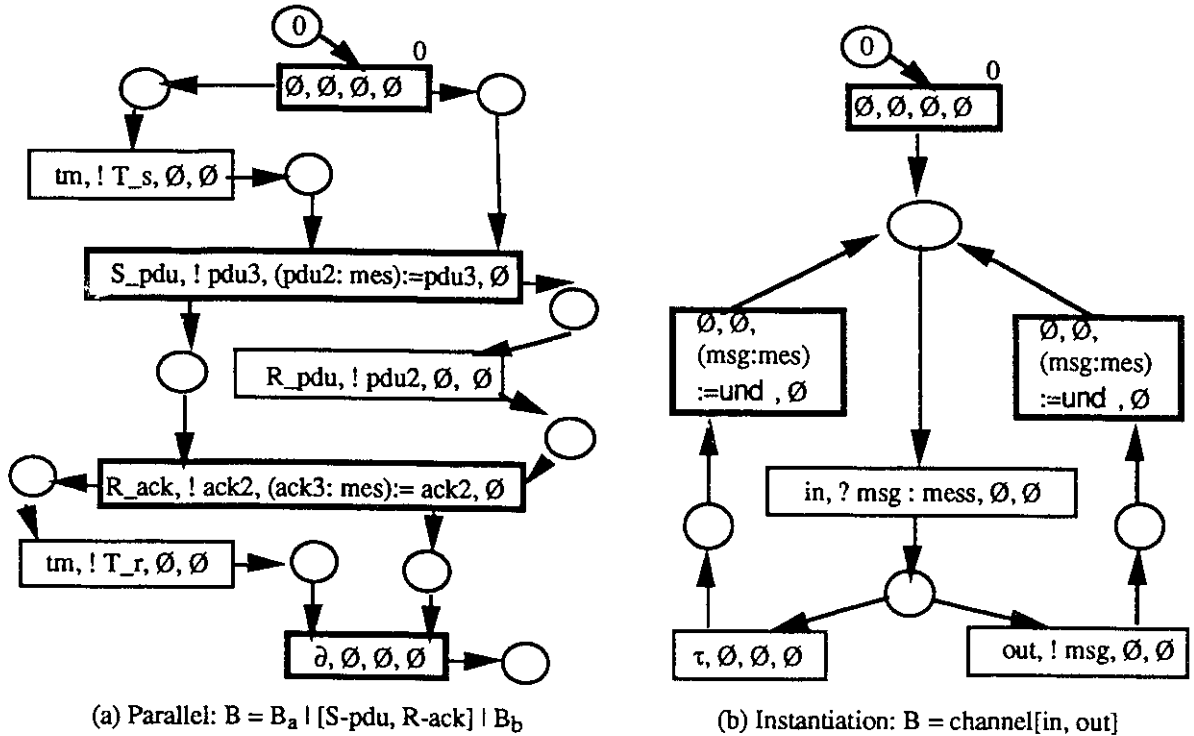 0
0
Ø, Ø, Ø, Ø
tm, ! T_s, Ø, Ø
S_pdu, ! pdu3, (pdu2: mes):=pdu3, Ø
R_pdu, ! pdu2, Ø, Ø
R_ack, ! ack2, (ack3: mes):= ack2, Ø
tm, ! T_r, Ø, Ø
∂, Ø, Ø, Ø
(a) Parallel: B = Ba | [S-pdu, R-ack] | Bb
0
0
Ø, Ø, Ø, Ø
Ø, Ø,
(msg:mes)
:=und , Ø
Ø, Ø,
(msg:mes)
:=und , Ø
in, ? msg : mess, Ø, Ø
τ, Ø, Ø, Ø
out, ! msg, Ø, Ø
(b) Instantiation: B = channel[in, out]